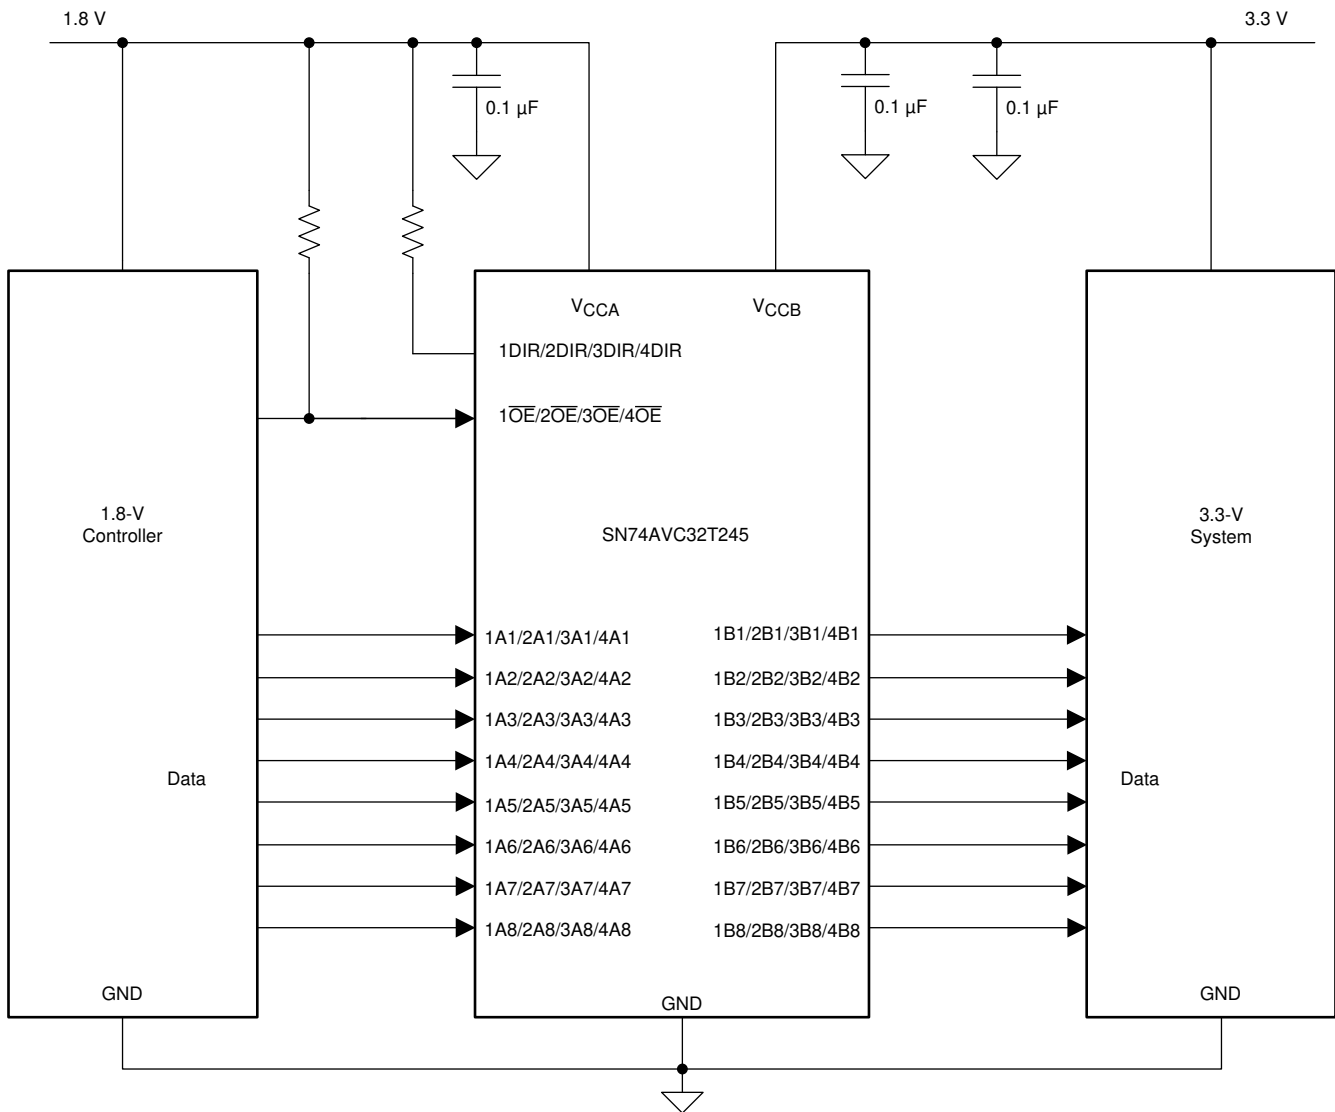 1.8 V
3.3 V
0.1 µF
0.1 µF
0.1 µF
VCCA
VCCB
1DIR/2DIR/3DIR/4DIR
1O̅E̅/2O̅E̅/3O̅E̅/4O̅E̅
1.8-V
Controller
SN74AVC32T245
3.3-V
System
1A1/2A1/3A1/4A1
1B1/2B1/3B1/4B1
1A2/2A2/3A2/4A2
1B2/2B2/3B2/4B2
1A3/2A3/3A3/4A3
1B3/2B3/3B3/4B3
1A4/2A4/3A4/4A4
1B4/2B4/3B4/4B4
Data
Data
1A5/2A5/3A5/4A5
1B5/2B5/3B5/4B5
1A6/2A6/3A6/4A6
1B6/2B6/3B6/4B6
1A7/2A7/3A7/4A7
1B7/2B7/3B7/4B7
1A8/2A8/3A8/4A8
1B8/2B8/3B8/4B8
GND
GND
GND